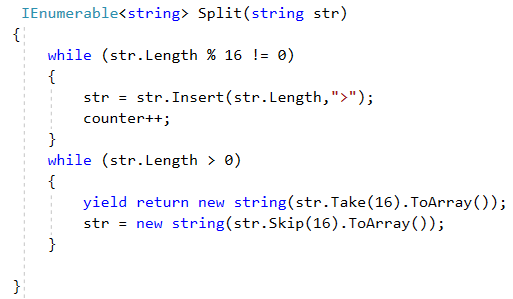 IEnumerable<string> Split(string str)
{
while (str.Length % 16 != 0)
{
str = str.Insert(str.Length,">");
counter++;
}
while (str.Length > 0)
{
yield return new string(str.Take(16).ToArray());
str = new string(str.Skip(16).ToArray());
}
}